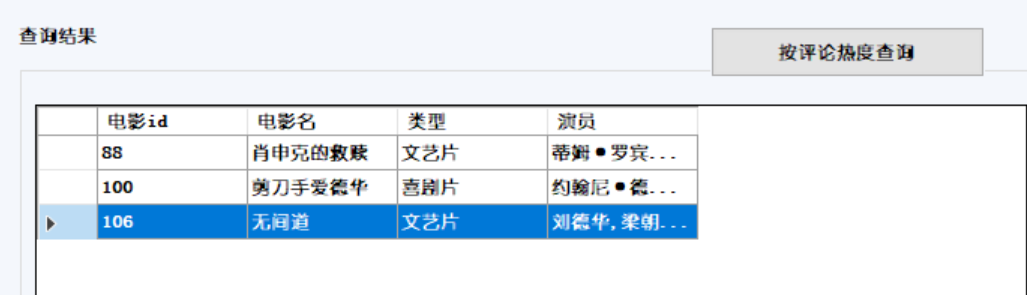 查询结果
按评论热度查询
电影id 电影名 类型 演员
88 肖申克的救赎 文艺片 蒂姆•罗宾...
100 剪刀手爱德华 喜剧片 约翰尼•德...
106 无间道 文艺片 刘德华,梁朝...